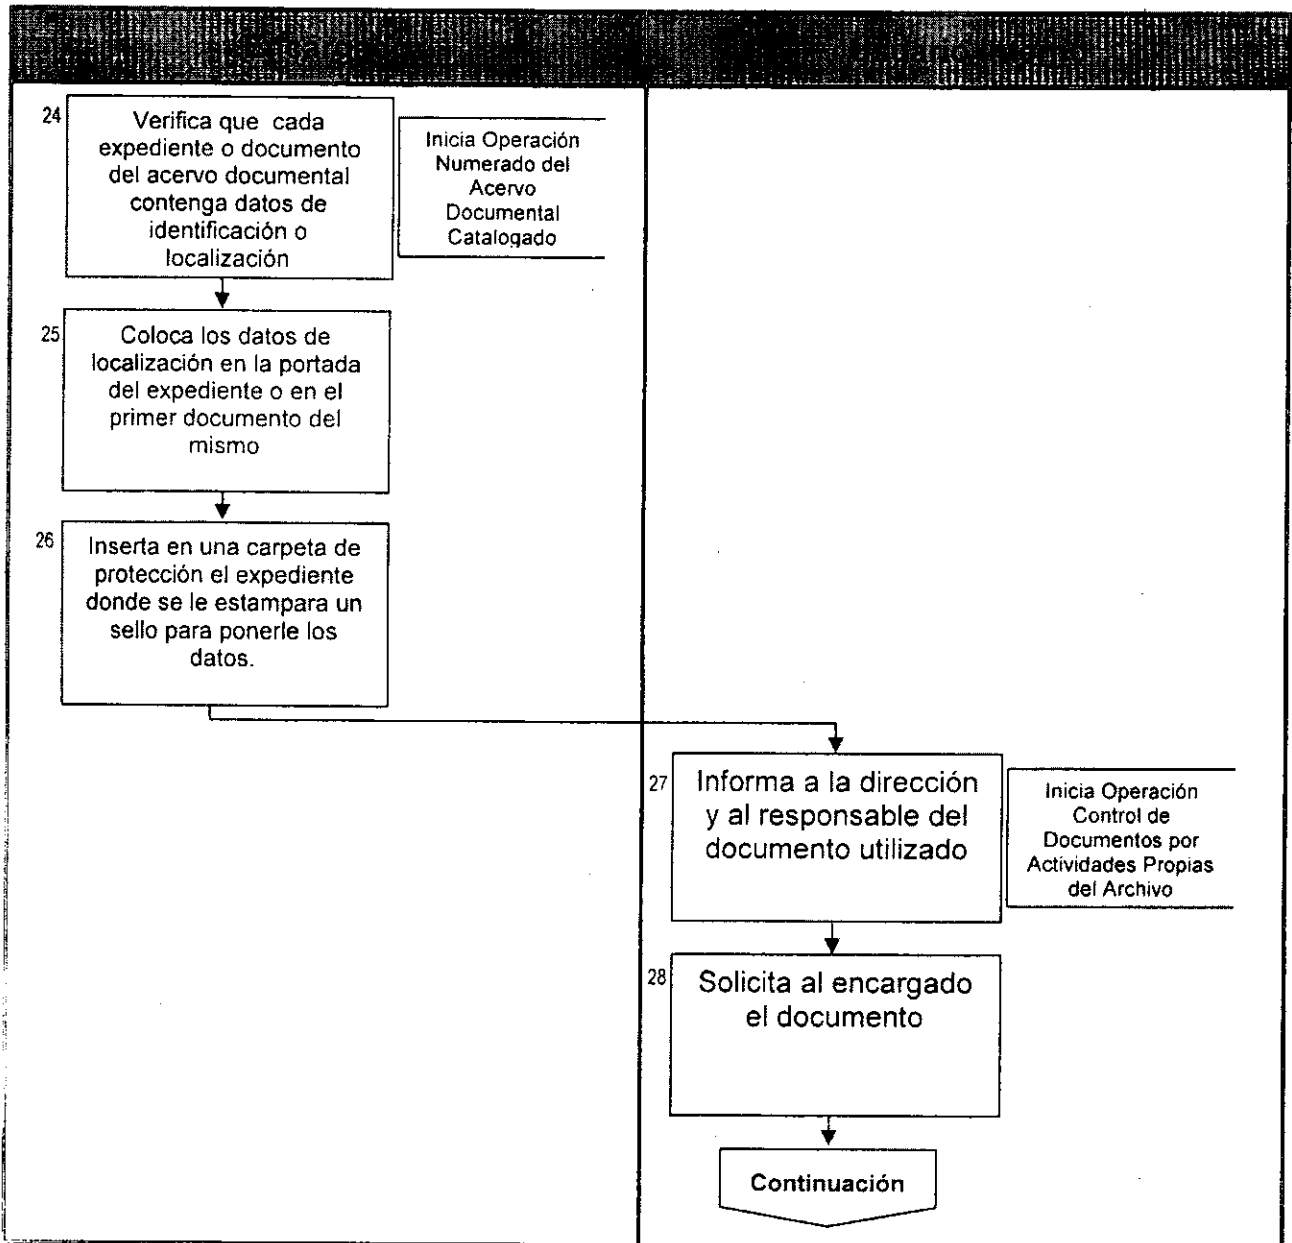 24
Verifica que cada
expediente o documento
del acervo documental
contenga datos de
identificación o
localización
Inicia Operación
Numerado del
Acervo
Documental
Catalogado
25
Coloca los datos de
localización en la portada
del expediente o en el
primer documento del
mismo
26
Inserta en una carpeta de
protección el expediente
donde se le estampara un
sello para ponerle los
datos.
27
Informa a la dirección
y al responsable del
documento utilizado
Inicia Operación
Control de
Documentos por
Actividades Propias
del Archivo
28
Solicita al encargado
el documento
Continuación